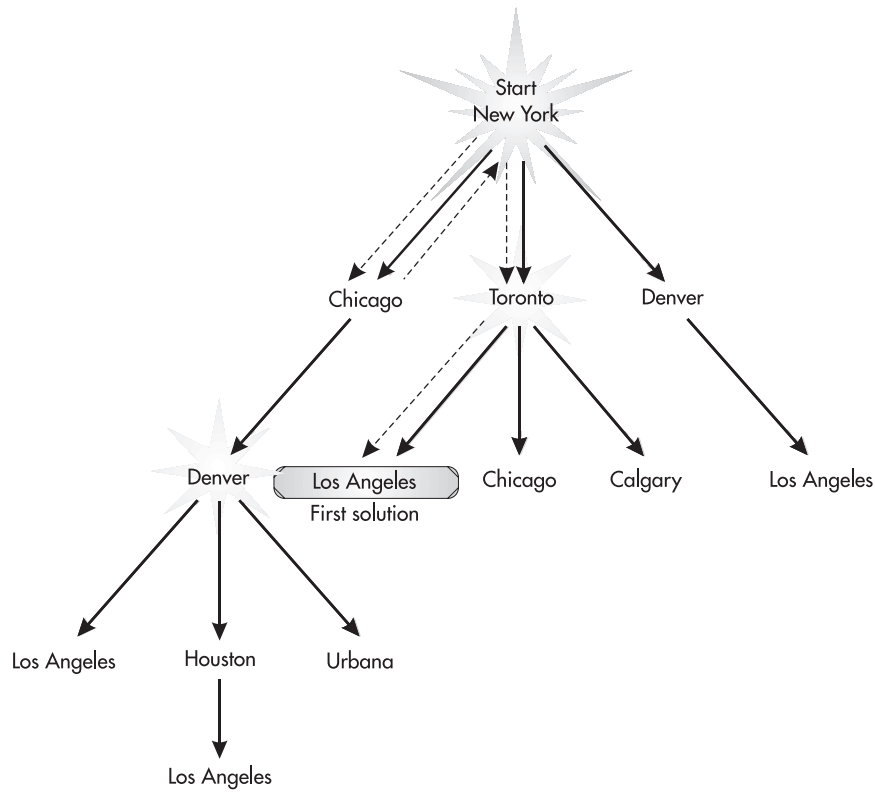 Start
New York
Chicago
Toronto
Denver
Denver
Los Angeles
First solution
Chicago
Calgary
Los Angeles
Los Angeles
Houston
Urbana
Los Angeles